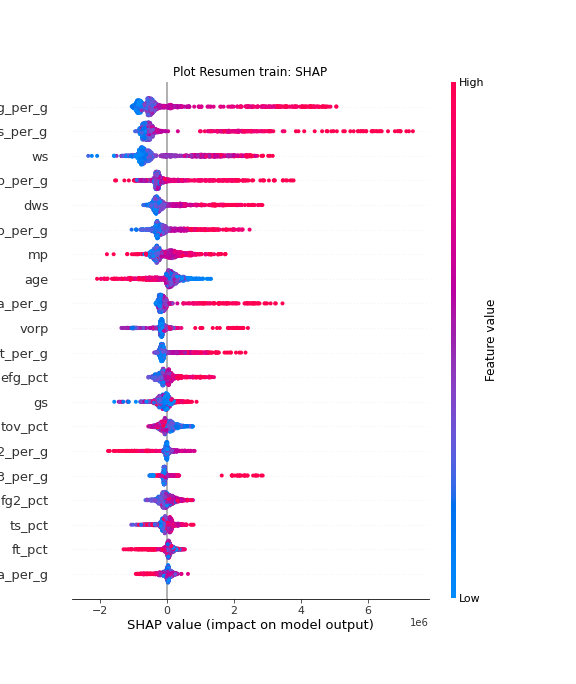 Plot Resumen train: SHAP
High
g_per_g
s_per_g
ws
o_per_g
dws
o_per_g
mp
age
a_per_g
vorp
t_per_g
efg_pct
gs
tov_pct
2_per_g
3_per_g
fg2_pct
ts_pct
ft_pct
a_per_g
Feature value
Low
−2 0 2 4 6
1e6
SHAP value (impact on model output)